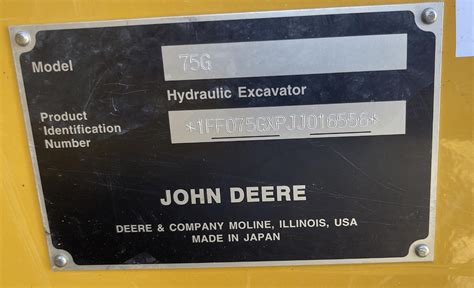 Model 75G
Hydraulic Excavator
Product
Identification
Number
*1FF075GXPJJ016556*
JOHN DEERE
DEERE & COMPANY MOLINE, ILLINOIS, USA
MADE IN JAPAN